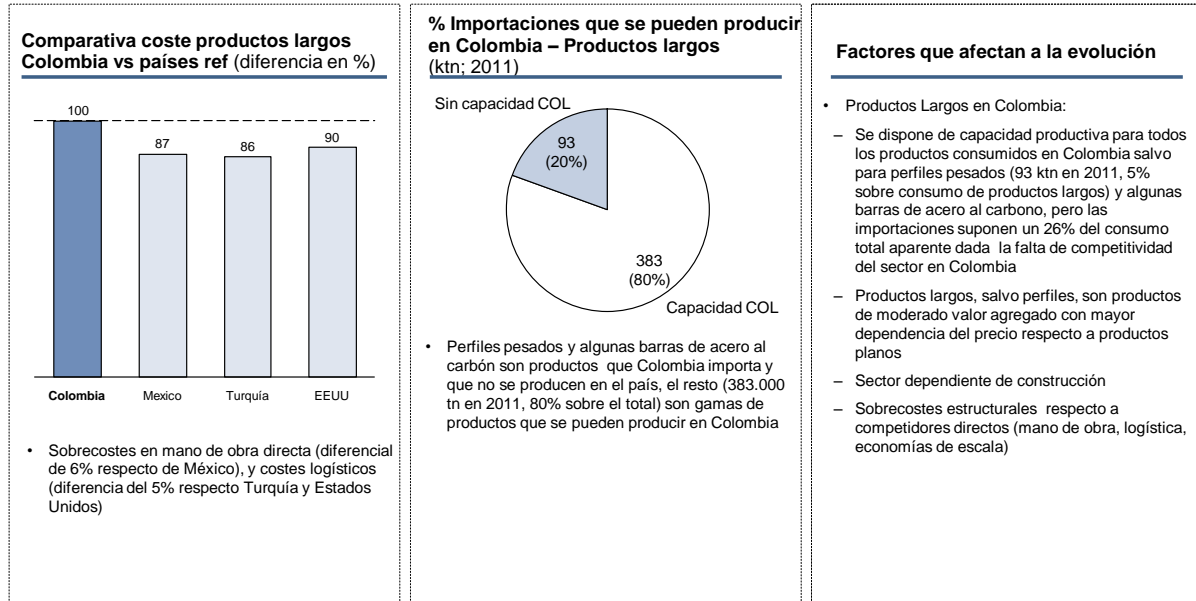 Comparativa coste productos largos
Colombia vs países ref (diferencia en %)
100
87
86
90
Colombia
Mexico
Turquía
EEUU
• Sobrecostes en mano de obra directa (diferencial
de 6% respecto de México), y costes logísticos
(diferencia del 5% respecto Turquía y Estados
Unidos)
% Importaciones que se pueden producir
en Colombia – Productos largos
(ktn; 2011)
Sin capacidad COL
93
(20%)
383
(80%)
Capacidad COL
• Perfiles pesados y algunas barras de acero al
carbón son productos que Colombia importa y
que no se producen en el país, el resto (383.000
tn en 2011, 80% sobre el total) son gamas de
productos que se pueden producir en Colombia
Factores que afectan a la evolución
• Productos Largos en Colombia:
– Se dispone de capacidad productiva para todos
los productos consumidos en Colombia salvo
para perfiles pesados (93 ktn en 2011, 5%
sobre consumo de productos largos) y algunas
barras de acero al carbono, pero las
importaciones suponen un 26% del consumo
total aparente dada la falta de competitividad
del sector en Colombia
– Productos largos, salvo perfiles, son productos
de moderado valor agregado con mayor
dependencia del precio respecto a productos
planos
– Sector dependiente de construcción
– Sobrecostes estructurales respecto a
competidores directos (mano de obra, logística,
economías de escala)